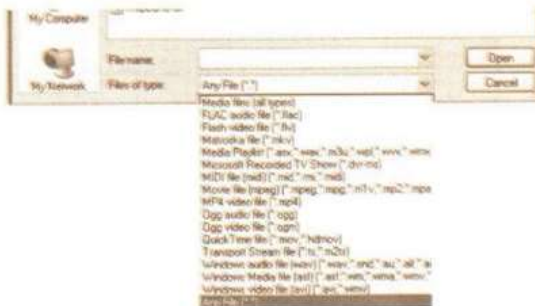 My Computer
File name:
Open
My Network
Files of type:
Any File (*.*)
Cancel
Media files (all types)
FLAC audio file (*.flac)
Flash video file (*.flv)
Matroska file (*.mkv)
Media Playlist (*.asx, *.wax, *.m3u, *.wpl, *.wvx, *.wmx,
Microsoft Recorded TV Show (*.dvr-ms)
MIDI file (midi) (*.mid, *.rmi, *.midi)
Movie file (mpeg) (*.mpeg, *.mpg, *.m1v, *.mp2, *.mpa
MP4 video file (*.mp4)
Ogg audio file (*.ogg)
Ogg video file (*.ogm)
QuickTime file (*.mov, *.hdmov)
Transport Stream file (*.ts, *.m2ts)
Windows audio file (wav) (*.wav, *.snd, *.au, *.aif, *.a
Windows Media file (asf) (*.asf, *.wm, *.wma, *.wmv,
Windows video file (avi) (*.avi, *.wmv)
Any File (*.*)